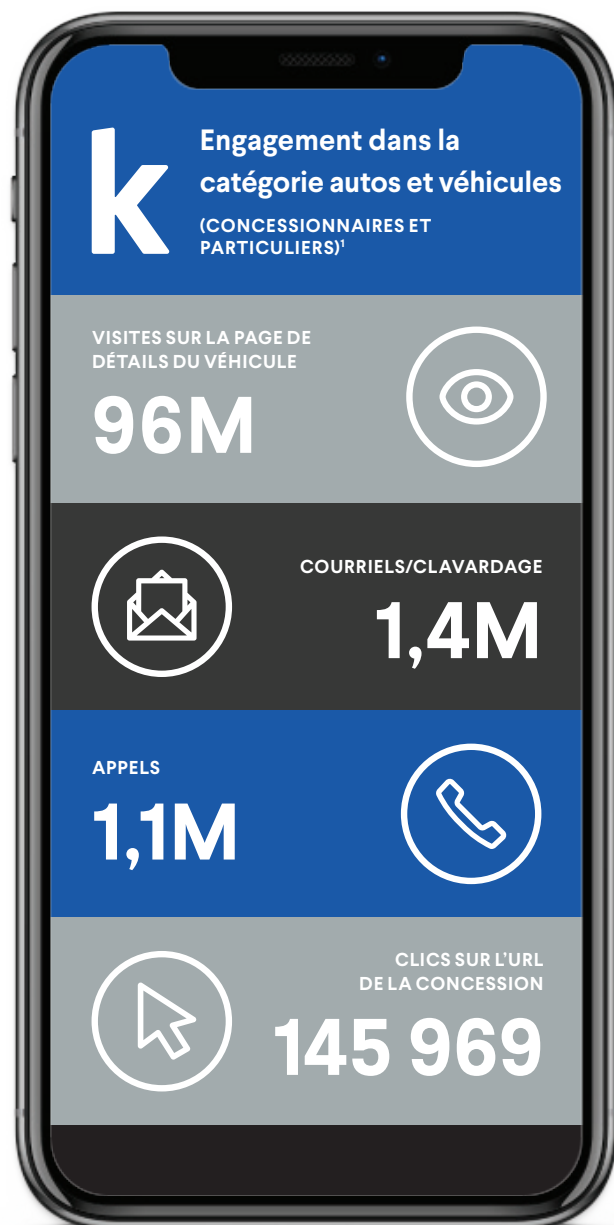 k
Engagement dans la
catégorie autos et véhicules
(CONCESSIONNAIRES ET
PARTICULIERS)¹
VISITES SUR LA PAGE DE
DÉTAILS DU VÉHICULE
96M
COURRIELS/CLAVARDAGE
1,4M
APPELS
1,1M
CLICS SUR L’URL
DE LA CONCESSION
145 969